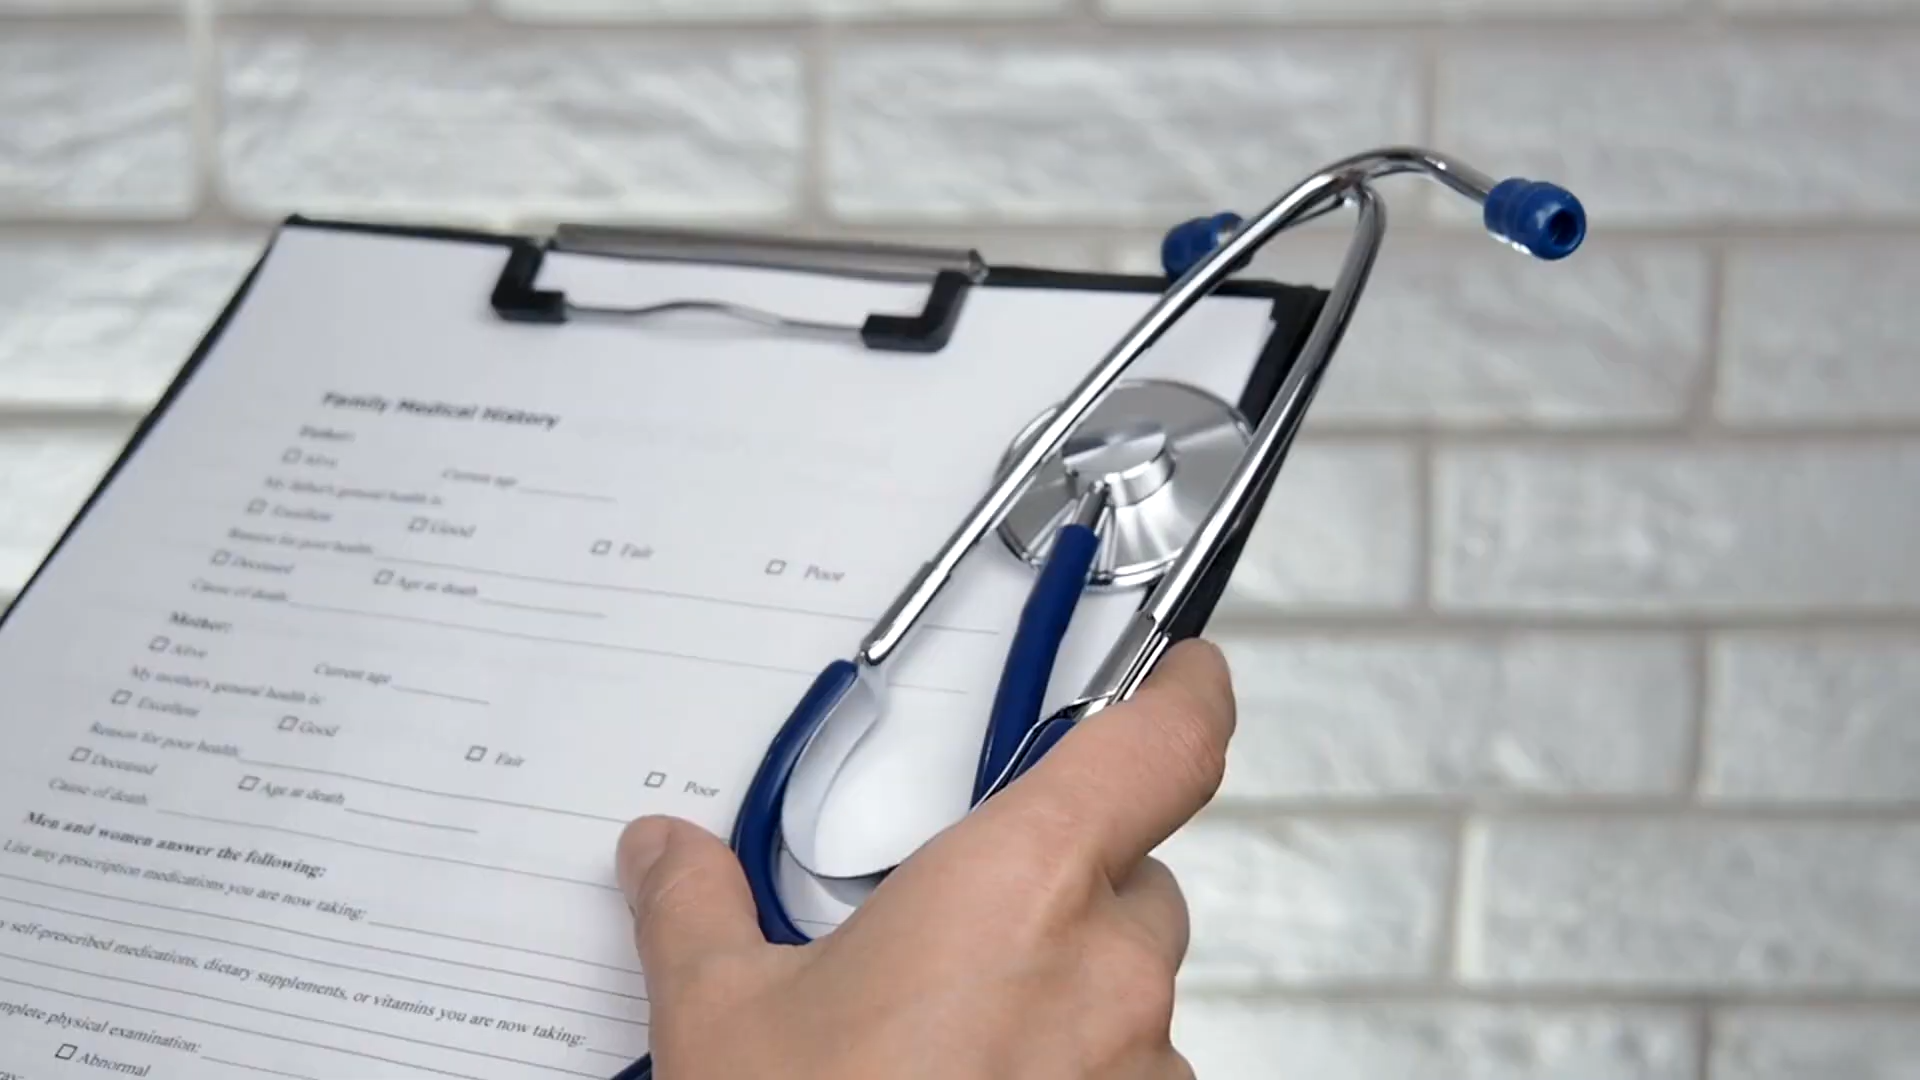 Family Medical History
Father:
☐ Alive Current age
My father's general health is:
☐ Excellent ☐ Good ☐ Fair ☐ Poor
Reason for poor health
☐ Deceased ☐ Age at death
Cause of death
Mother:
☐ Alive Current age
My mother's general health is:
☐ Excellent ☐ Good ☐ Fair ☐ Poor
Reason for poor health
☐ Deceased ☐ Age at death
Cause of death
Men and women answer the following:
List any prescription medications you are now taking:
self-prescribed medications, dietary supplements, or vitamins you are now taking:
physical examination:
☐ Abnormal